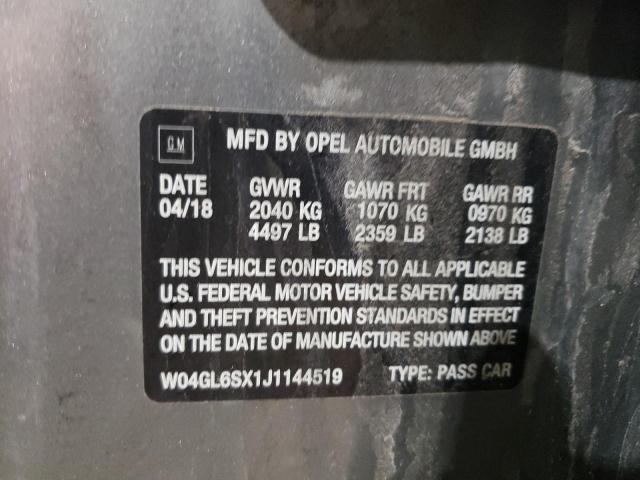 GM MFD BY OPEL AUTOMOBILE GMBH
DATE GVWR GAWR FRT GAWR RR
04/18 2040 KG 1070 KG 0970 KG
4497 LB 2359 LB 2138 LB
THIS VEHICLE CONFORMS TO ALL APPLICABLE
U.S. FEDERAL MOTOR VEHICLE SAFETY, BUMPER
AND THEFT PREVENTION STANDARDS IN EFFECT
ON THE DATE OF MANUFACTURE SHOWN ABOVE
W04GL6SX1J1144519 TYPE: PASS CAR